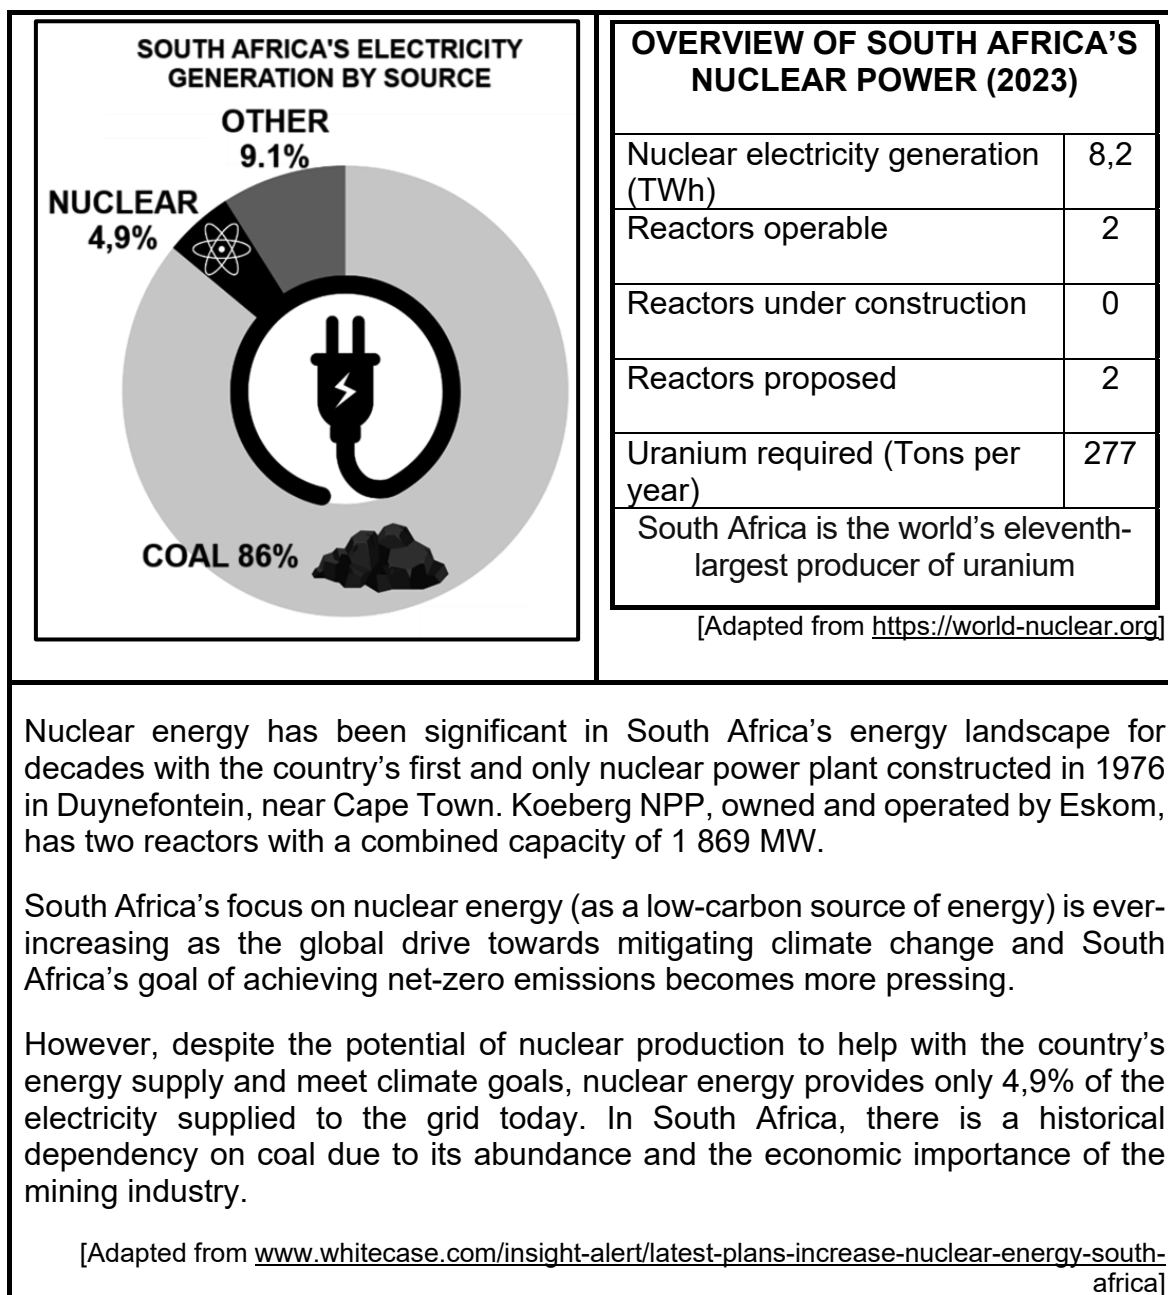 SOUTH AFRICA'S ELECTRICITY
GENERATION BY SOURCE
OTHER
9.1%
NUCLEAR
4,9%
COAL 86%
OVERVIEW OF SOUTH AFRICA’S
NUCLEAR POWER (2023)
Nuclear electricity generation
(TWh)
8,2
Reactors operable
2
Reactors under construction
0
Reactors proposed
2
Uranium required (Tons per
year)
277
South Africa is the world’s eleventh-
largest producer of uranium
[Adapted from https://world-nuclear.org]
Nuclear energy has been significant in South Africa’s energy landscape for
decades with the country’s first and only nuclear power plant constructed in 1976
in Duynefontein, near Cape Town. Koeberg NPP, owned and operated by Eskom,
has two reactors with a combined capacity of 1 869 MW.
South Africa’s focus on nuclear energy (as a low-carbon source of energy) is ever-
increasing as the global drive towards mitigating climate change and South
Africa’s goal of achieving net-zero emissions becomes more pressing.
However, despite the potential of nuclear production to help with the country’s
energy supply and meet climate goals, nuclear energy provides only 4,9% of the
electricity supplied to the grid today. In South Africa, there is a historical
dependency on coal due to its abundance and the economic importance of the
mining industry.
[Adapted from www.whitecase.com/insight-alert/latest-plans-increase-nuclear-energy-south-
africa]